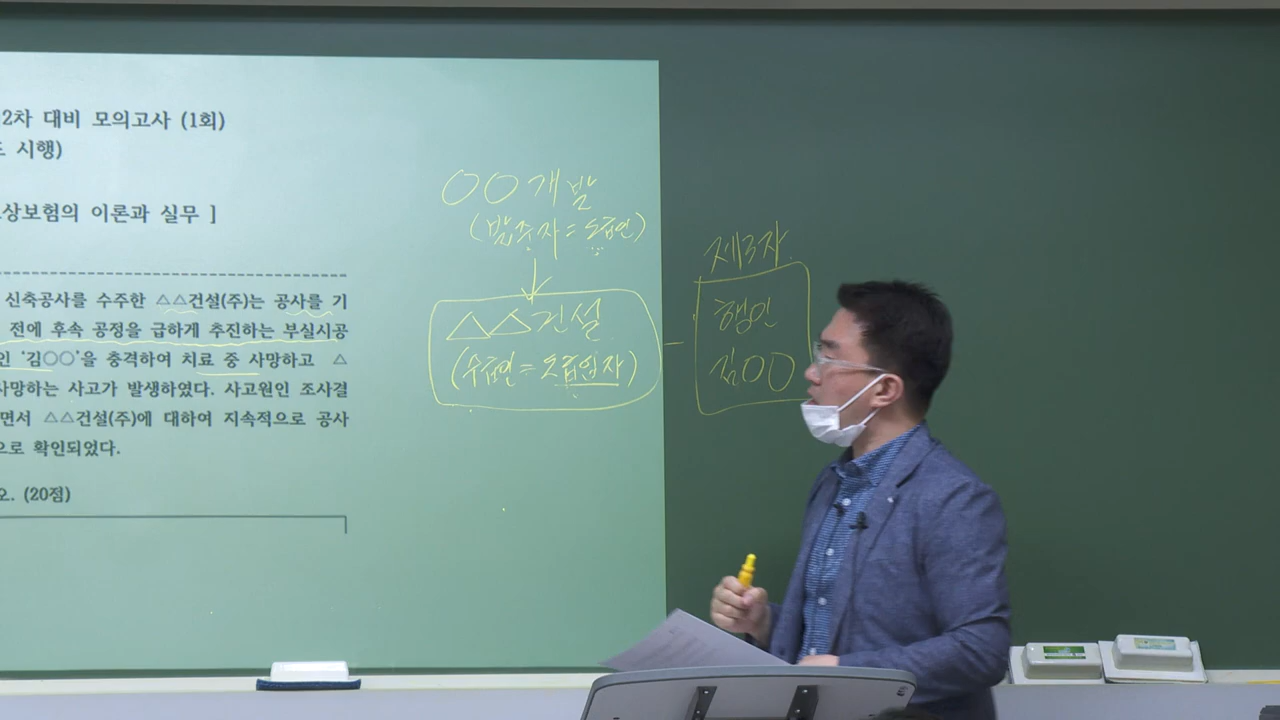 2차 대비 모의고사 (1회)
도 시행)
상보험의 이론과 실무 ]
신축공사를 수주한 △△건설(주)는 공사를 기
전에 후속 공정을 급하게 추진하는 부실시공
인 '김○○'을 충격하여 치료 중 사망하고 △
사망하는 사고가 발생하였다. 사고원인 조사결
면서 △△건설(주)에 대하여 지속적으로 공사
으로 확인되었다.
오. (20점)
○○개발
(발주자=도급인)
△△건설
(수급인=도급업자)
제3자
행인
김○○